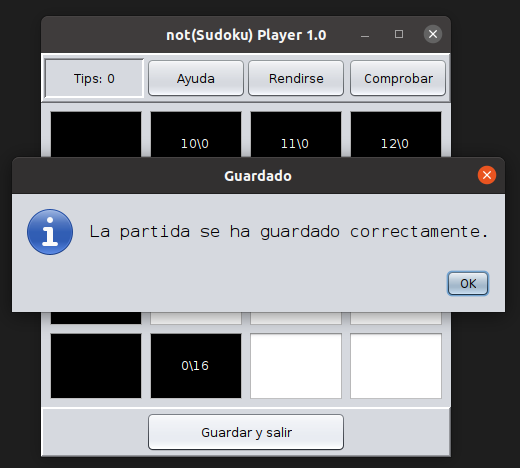 not(Sudoku) Player 1.0
Tips: 0 Ayuda Rendirse Comprobar
10\0 11\0 12\0
Guardado
La partida se ha guardado correctamente.
OK
0\16
Guardar y salir